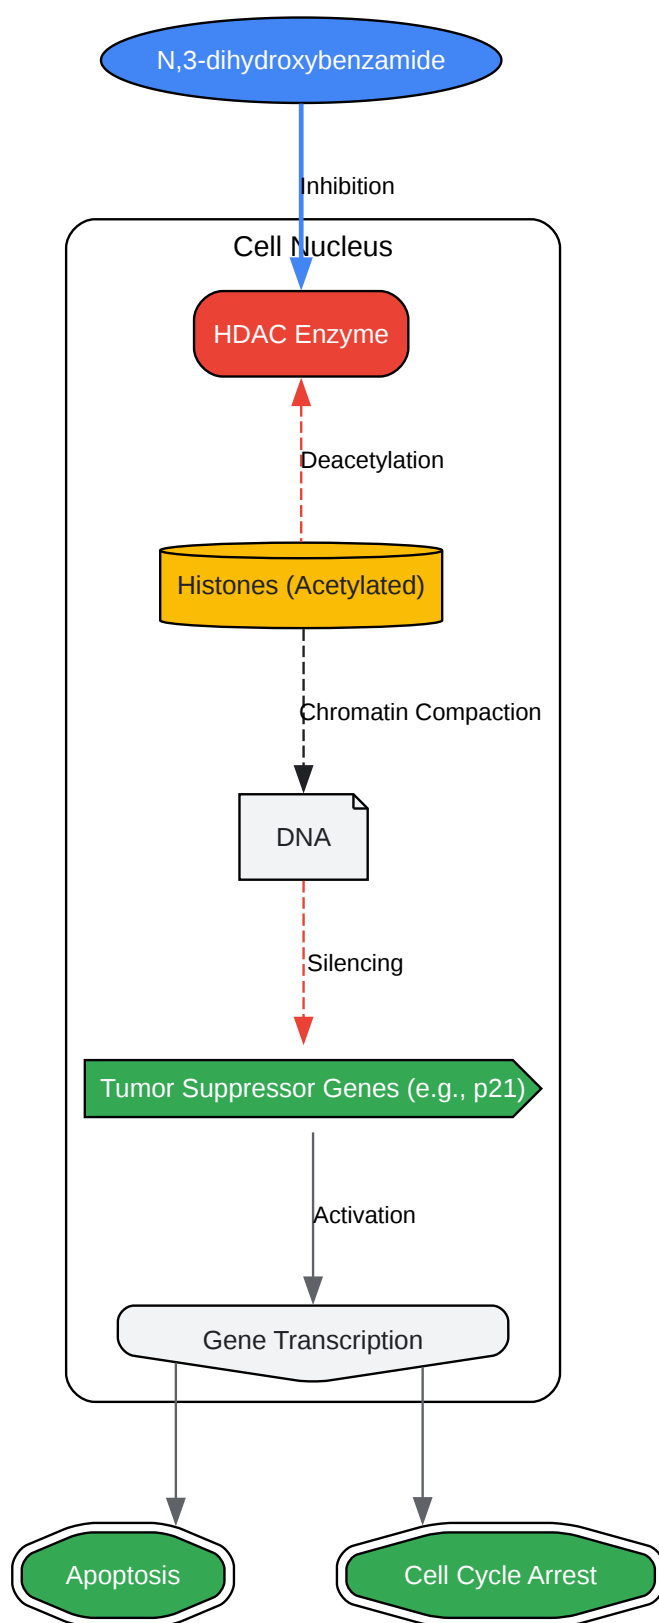 N,3-dihydroxybenzamide
Inhibition
Cell Nucleus
HDAC Enzyme
Deacetylation
Histones (Acetylated)
Chromatin Compaction
DNA
Silencing
Tumor Suppressor Genes (e.g., p21)
Activation
Gene Transcription
Apoptosis
Cell Cycle Arrest